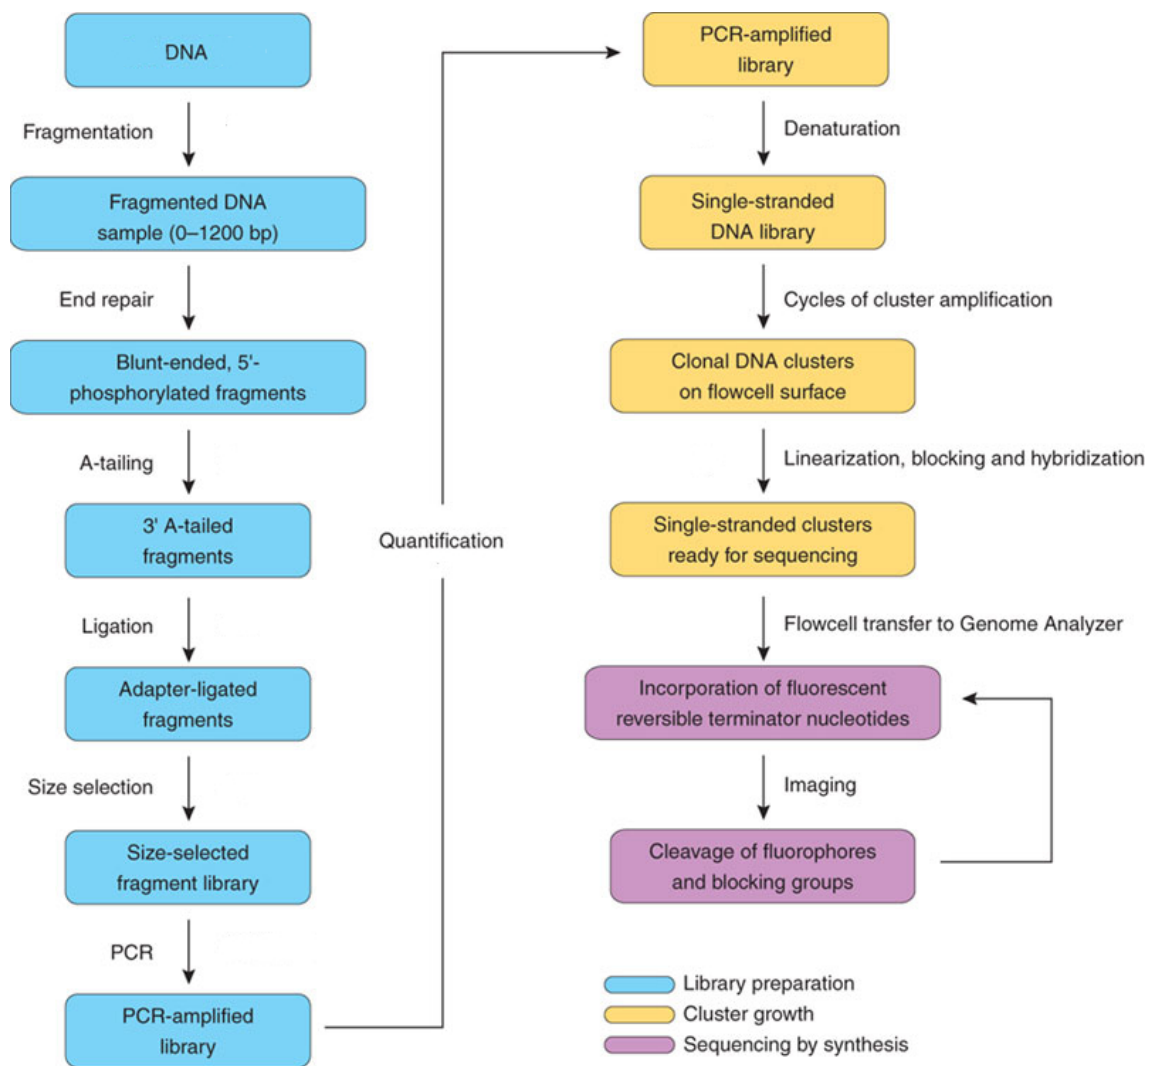 DNA
Fragmentation
Fragmented DNA
sample (0–1200 bp)
End repair
Blunt-ended, 5'-
phosphorylated fragments
A-tailing
3' A-tailed
fragments
Ligation
Adapter-ligated
fragments
Size selection
Size-selected
fragment library
PCR
PCR-amplified
library
Quantification
PCR-amplified
library
Denaturation
Single-stranded
DNA library
Cycles of cluster amplification
Clonal DNA clusters
on flowcell surface
Linearization, blocking and hybridization
Single-stranded clusters
ready for sequencing
Flowcell transfer to Genome Analyzer
Incorporation of fluorescent
reversible terminator nucleotides
Imaging
Cleavage of fluorophores
and blocking groups
Library preparation
Cluster growth
Sequencing by synthesis